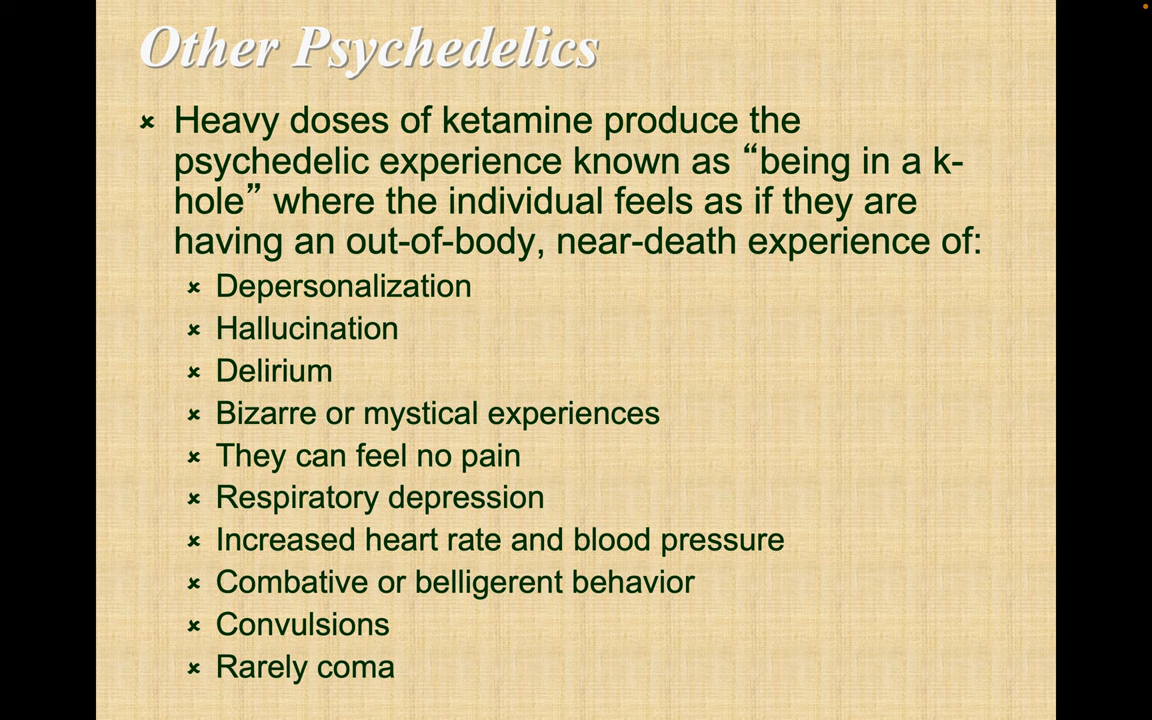 Other Psychedelics
Heavy doses of ketamine produce the
psychedelic experience known as “being in a k-
hole” where the individual feels as if they are
having an out-of-body, near-death experience of:
Depersonalization
Hallucination
Delirium
Bizarre or mystical experiences
They can feel no pain
Respiratory depression
Increased heart rate and blood pressure
Combative or belligerent behavior
Convulsions
Rarely coma